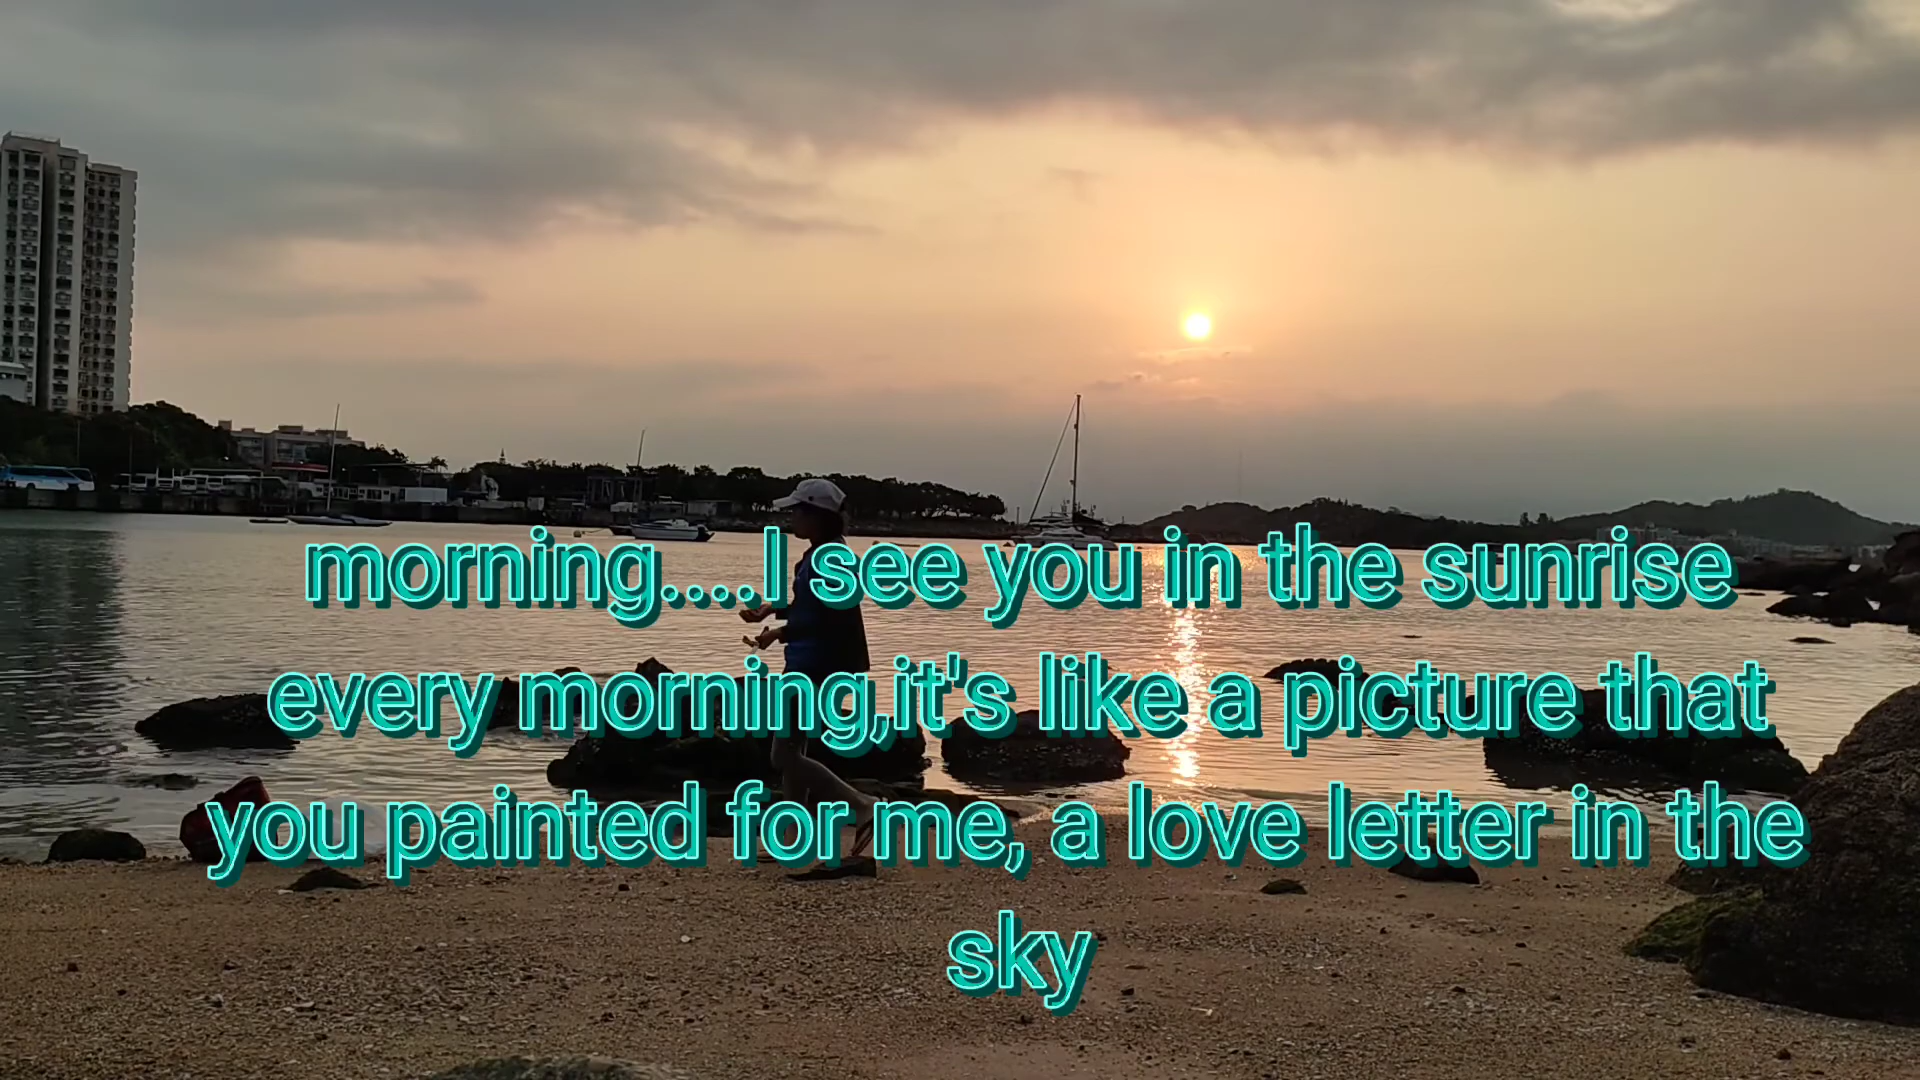 morning....I see you in the sunrise
every morning,it's like a picture that
you painted for me, a love letter in the
sky